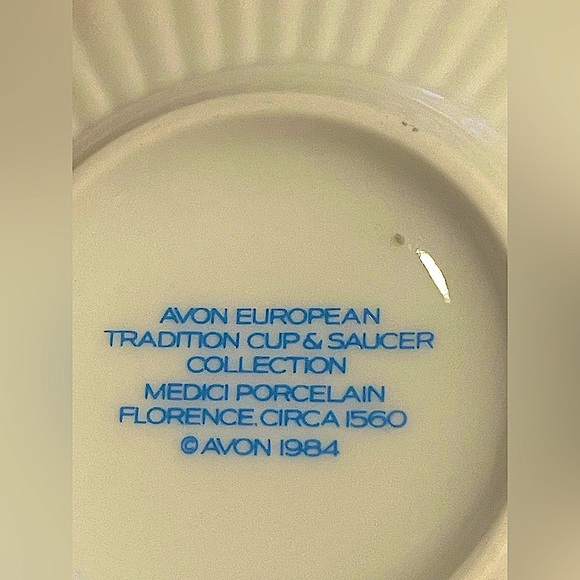 AVON EUROPEAN
TRADITION CUP & SAUCER
COLLECTION
MEDICI PORCELAIN
FLORENCE. CIRCA 1560
© AVON 1984